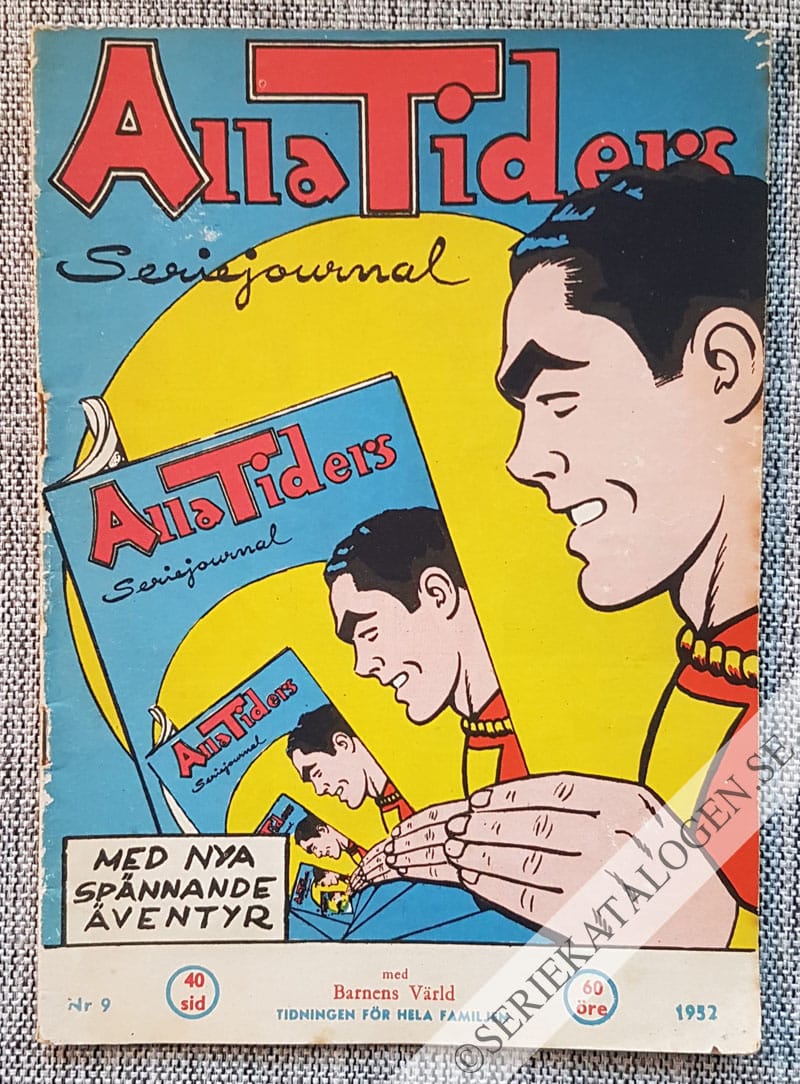 Alla Tiders
Seriejournal
Alla Tiders
Seriejournal
Alla Tiders
Seriejournal
MED NYA
SPÄNNANDE
ÄVENTYR
Nr 9
40
sid
med
Barnens Värld
TIDNINGEN FÖR HELA FAMILJEN
60
öre
1952
©SERIEKATALOGEN.SE